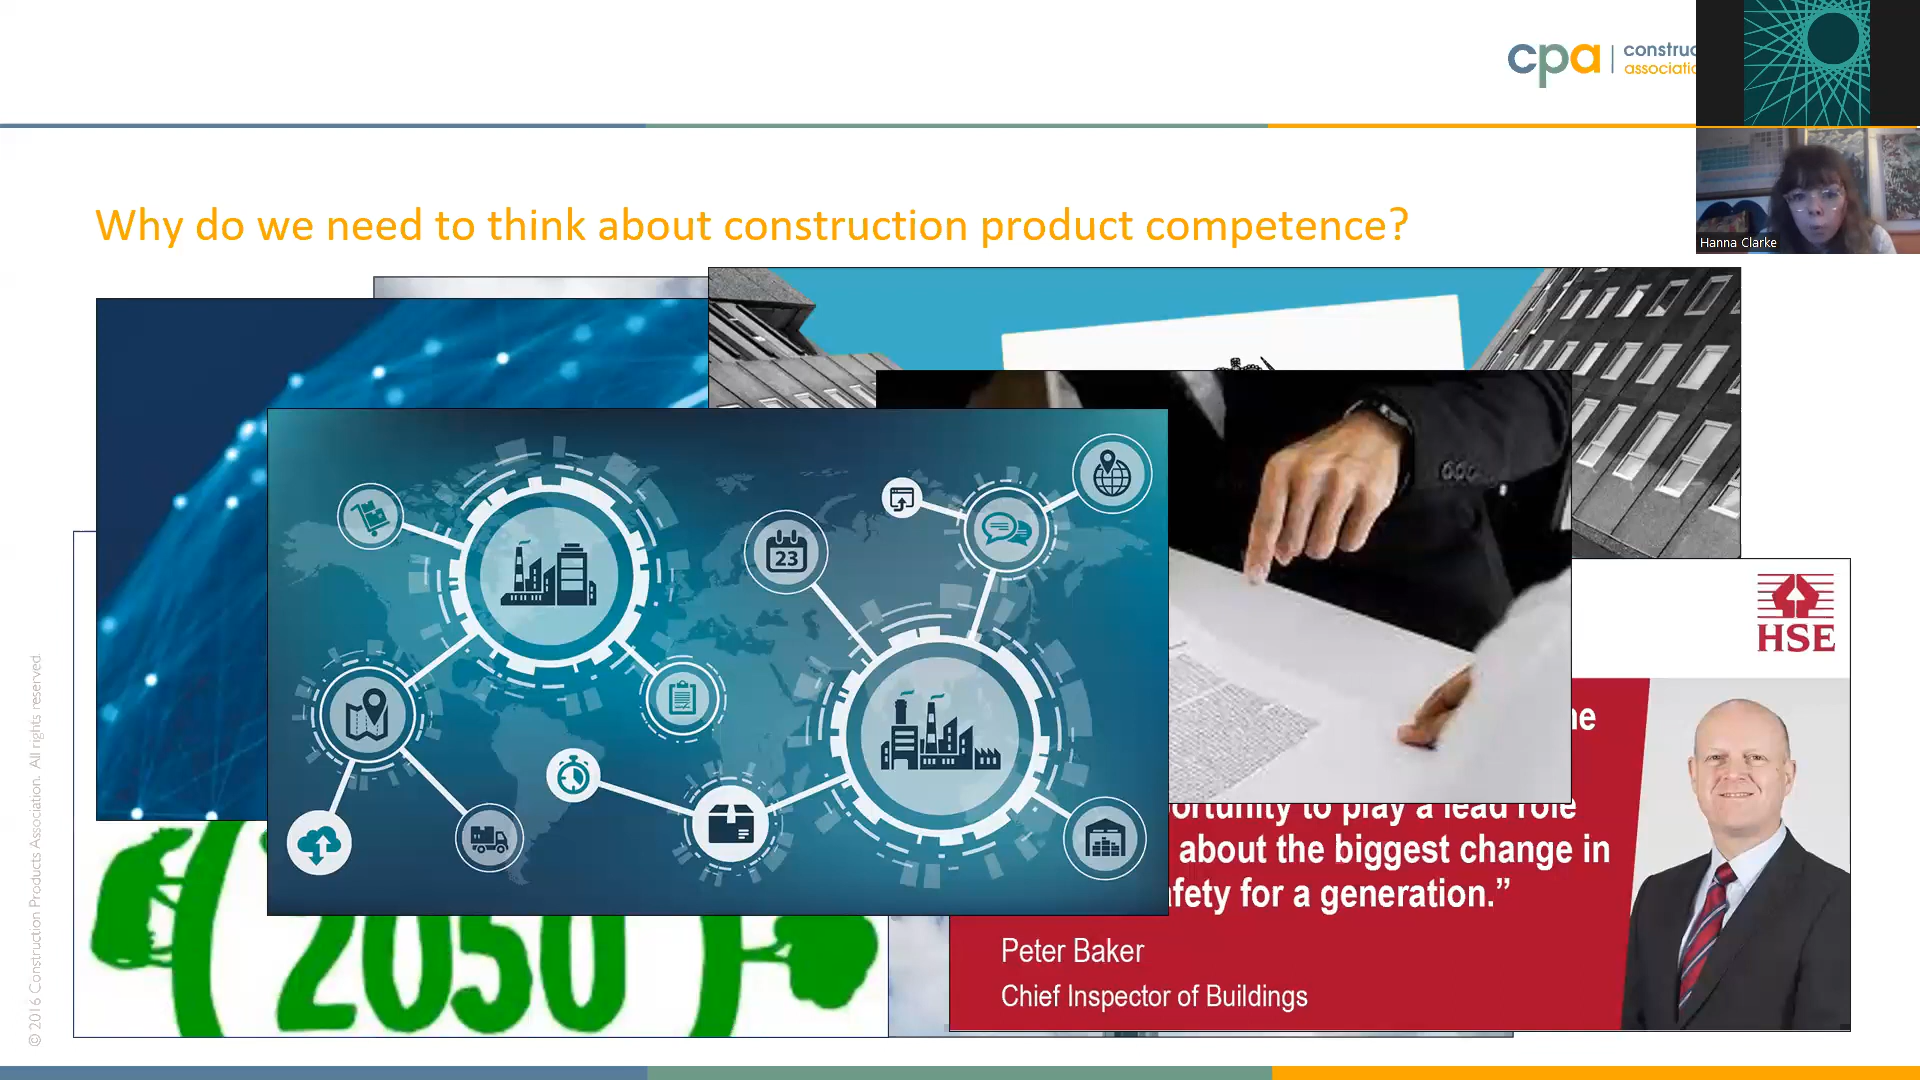 cpa
associatio
Hanna Clarke
Why do we need to think about construction product competence?
23
HSE
ne
ortunity to play a lead role
about the biggest change in
fety for a generation.”
Peter Baker
Chief Inspector of Buildings
2050
© 2016 Construction Products Association. All rights reserved.